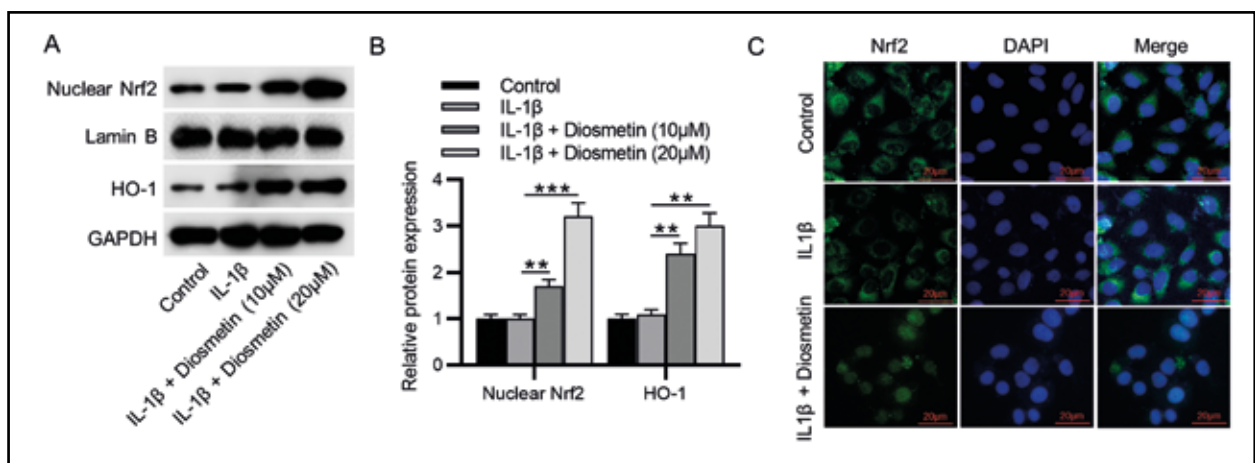 A
Nuclear Nrf2
Lamin B
HO-1
GAPDH
Control
IL-1β
IL-1β + Diosmetin (10μM)
IL-1β + Diosmetin (20μM)
B
Control
IL-1β
IL-1β + Diosmetin (10μM)
IL-1β + Diosmetin (20μM)
Relative protein expression
4
3
2
1
0
**
***
**
**
Nuclear Nrf2
HO-1
C
Nrf2 DAPI Merge
Control
20μm 20μm 20μm
IL1β
20μm 20μm 20μm
IL1β + Diosmetin
20μm 20μm 20μm